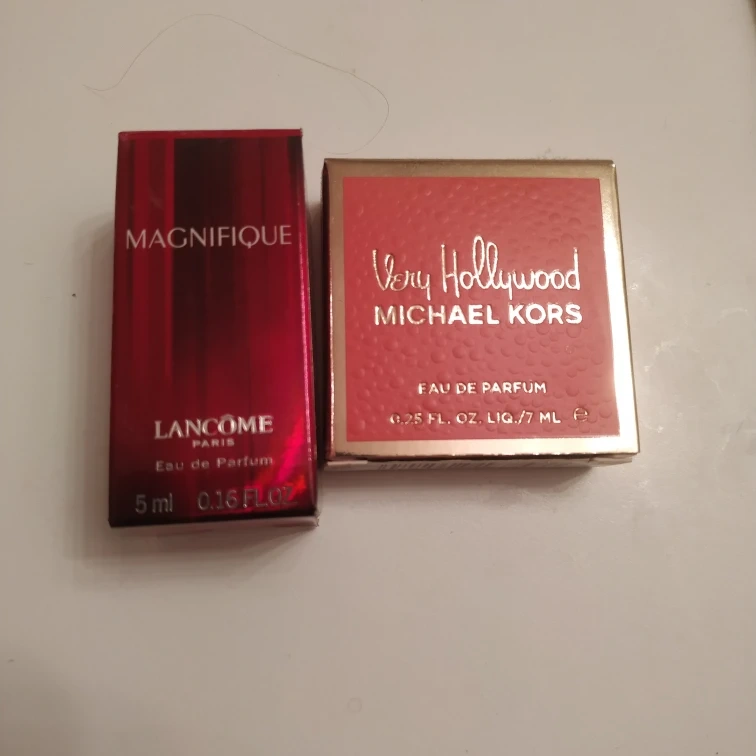 MAGNIFIQUE
LANCÔME
PARIS
Eau de Parfum
5 ml 0.16 FL.OZ.
Very Hollywood
MICHAEL KORS
EAU DE PARFUM
0.25 FL. OZ. LIQ./7 ML ℮